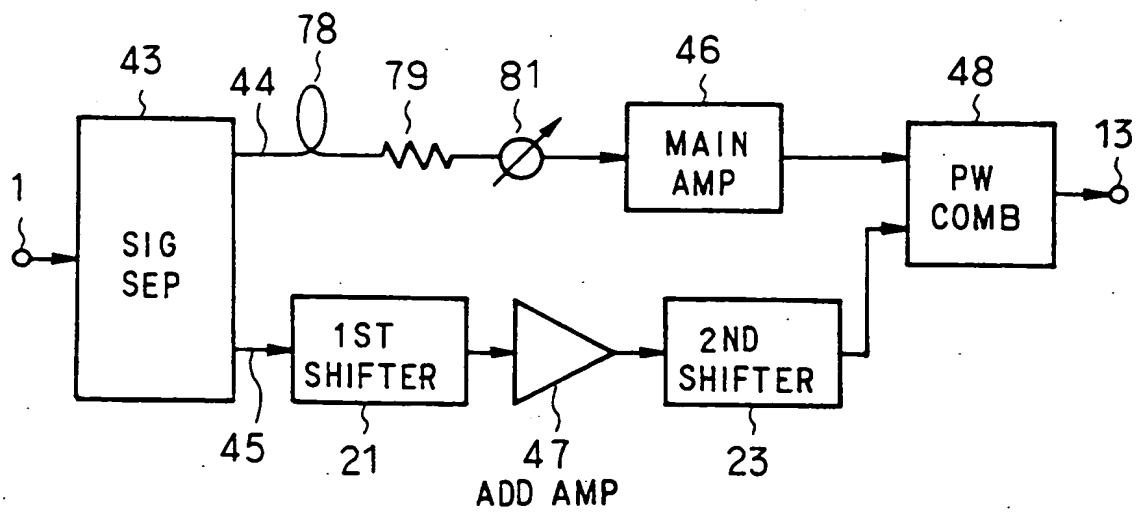 78
43
44
79
81
46
48
13
1
SIG
SEP
MAIN
AMP
PW
COMB
1ST
SHIFTER
2ND
SHIFTER
45
21
47
23
ADD AMP